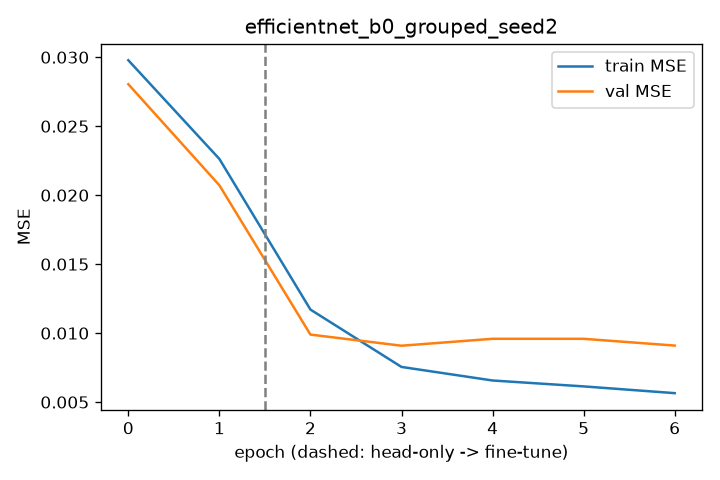 efficientnet_b0_grouped_seed2
train MSE
val MSE
0.030
0.025
0.020
0.015
0.010
0.005
MSE
0 1 2 3 4 5 6
epoch (dashed: head-only -> fine-tune)